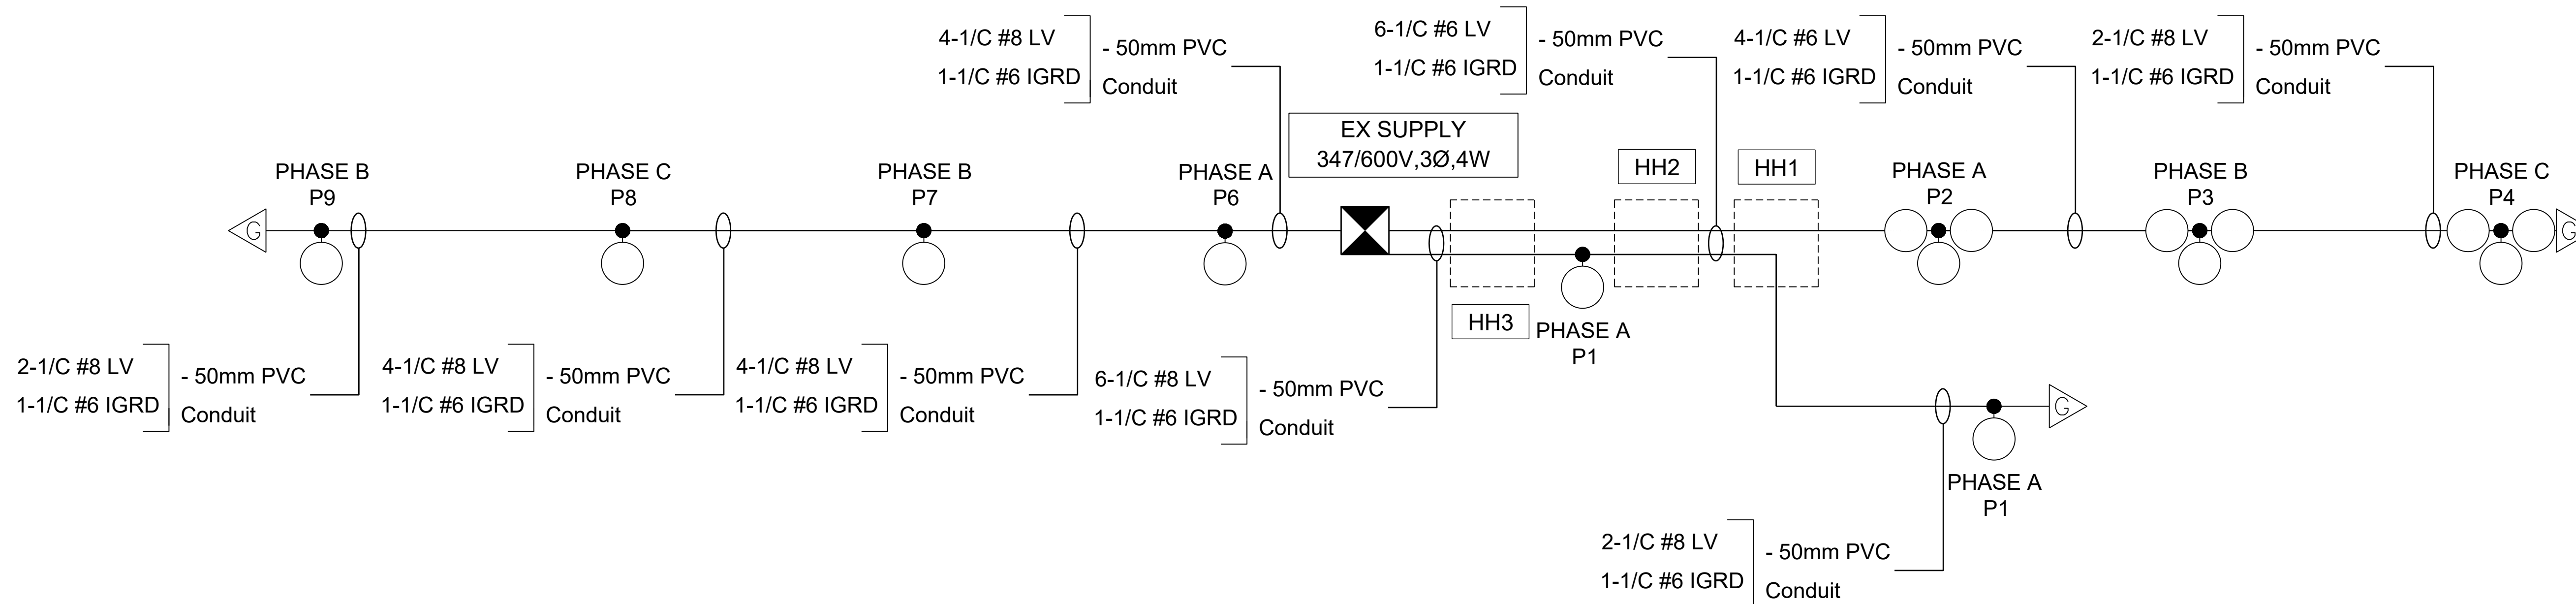 4-1/C #8 LV
1-1/C #6 IGRD
- 50mm PVC
Conduit
6-1/C #6 LV
1-1/C #6 IGRD
- 50mm PVC
Conduit
4-1/C #6 LV
1-1/C #6 IGRD
- 50mm PVC
Conduit
2-1/C #8 LV
1-1/C #6 IGRD
- 50mm PVC
Conduit
EX SUPPLY
347/600V,3Ø,4W
PHASE B
P9
PHASE C
P8
PHASE B
P7
PHASE A
P6
HH2
HH1
PHASE A
P2
PHASE B
P3
PHASE C
P4
G
G
HH3
PHASE A
P1
2-1/C #8 LV
1-1/C #6 IGRD
- 50mm PVC
Conduit
4-1/C #8 LV
1-1/C #6 IGRD
- 50mm PVC
Conduit
4-1/C #8 LV
1-1/C #6 IGRD
- 50mm PVC
Conduit
6-1/C #8 LV
1-1/C #6 IGRD
- 50mm PVC
Conduit
G
PHASE A
P1
2-1/C #8 LV
1-1/C #6 IGRD
- 50mm PVC
Conduit